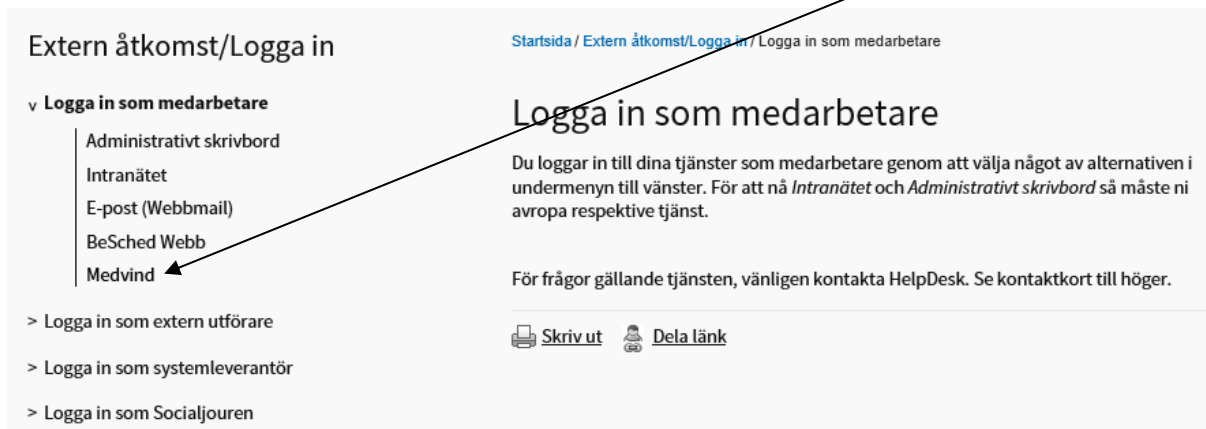 Extern åtkomst/Logga in
v Logga in som medarbetare
Administrativt skrivbord
Intranätet
E-post (Webbmail)
BeSched Webb
Medvind
> Logga in som extern utförare
> Logga in som systemleverantör
> Logga in som Socialjouren
Startsida / Extern åtkomst/Logga in / Logga in som medarbetare
Logga in som medarbetare
Du loggar in till dina tjänster som medarbetare genom att välja något av alternativen i
undermenyn till vänster. För att nå Intranätet och Administrativt skrivbord så måste ni
avropa respektive tjänst.
För frågor gällande tjänsten, vänligen kontakta HelpDesk. Se kontaktkort till höger.
Skriv ut Dela länk